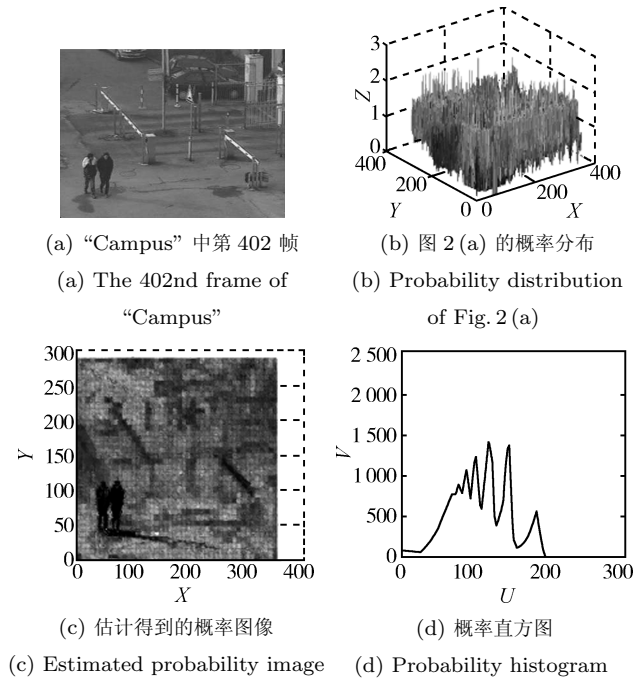 3
2
Z
1
0
400
200
Y
0
0
200
X
400
(a) “Campus” 中第 402 帧
(a) The 402nd frame of
“Campus”
(b) 图 2 (a) 的概率分布
(b) Probability distribution
of Fig. 2 (a)
300
250
200
Y
150
100
50
0
0
100
200
300
400
X
(c) 估计得到的概率图像
(c) Estimated probability image
2 500
2 000
1 500
V
1 000
500
0
0
100
200
300
U
(d) 概率直方图
(d) Probability histogram